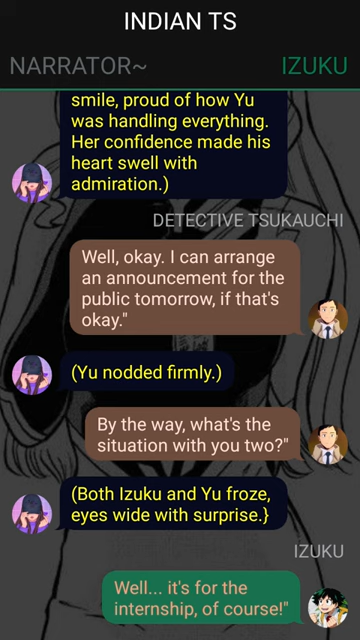 INDIAN TS
NARRATOR~
IZUKU
smile, proud of how Yu
was handling everything.
Her confidence made his
heart swell with
admiration.)
DETECTIVE TSUKAUCHI
Well, okay. I can arrange
an announcement for the
public tomorrow, if that's
okay."
(Yu nodded firmly.)
By the way, what's the
situation with you two?"
(Both Izuku and Yu froze,
eyes wide with surprise.}
IZUKU
Well... it's for the
internship, of course!"